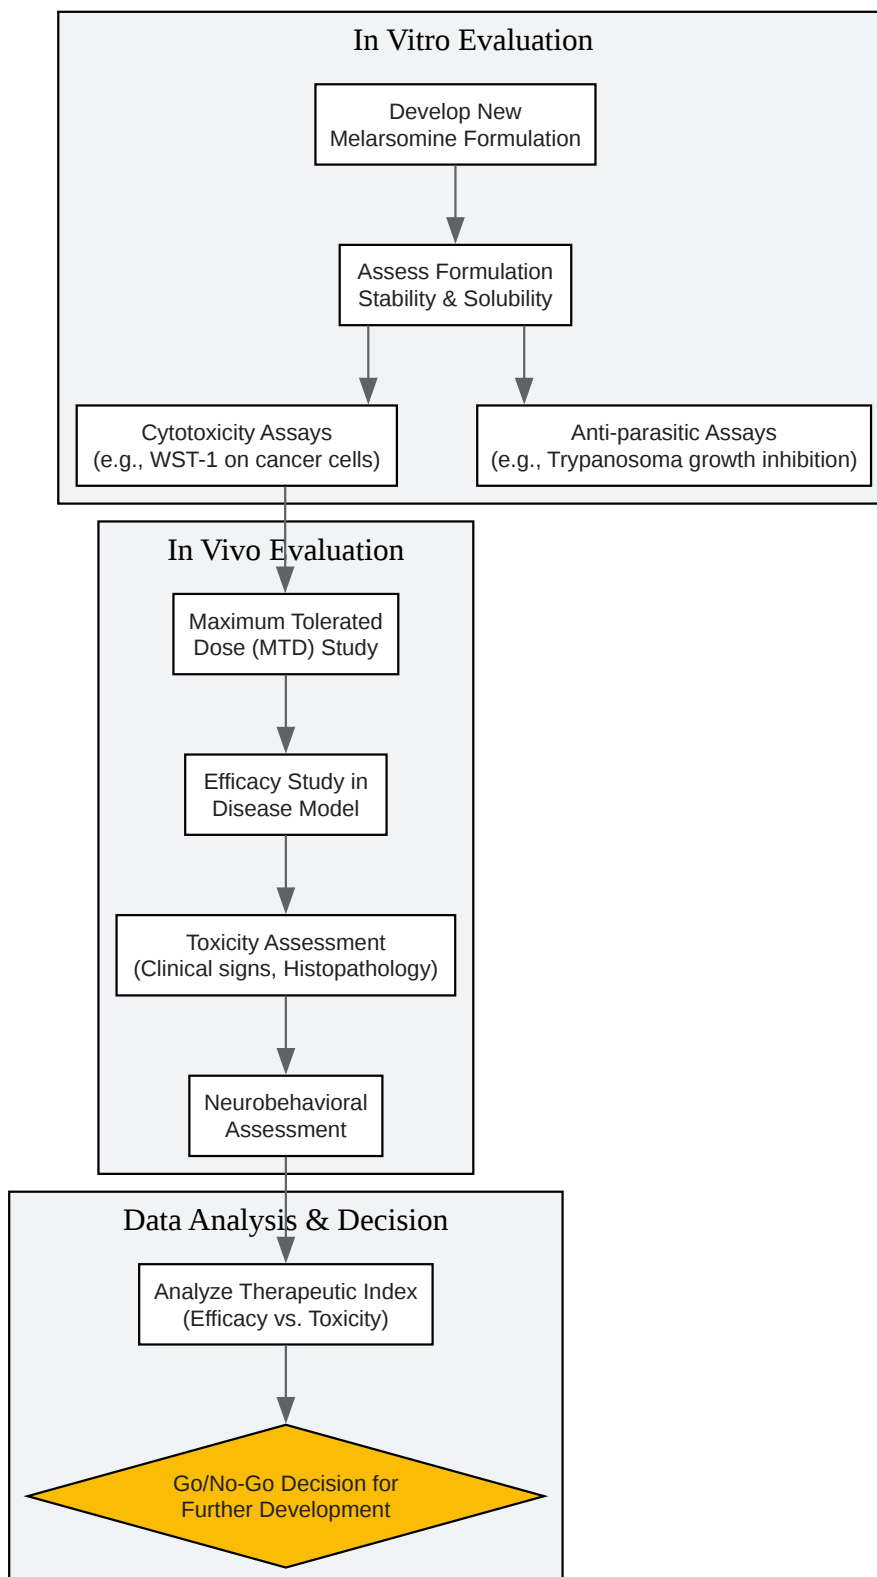 In Vitro Evaluation
Develop New
Melarsomine Formulation
Assess Formulation
Stability & Solubility
Cytotoxicity Assays
(e.g., WST-1 on cancer cells)
Anti-parasitic Assays
(e.g., Trypanosoma growth inhibition)
In Vivo Evaluation
Maximum Tolerated
Dose (MTD) Study
Efficacy Study in
Disease Model
Toxicity Assessment
(Clinical signs, Histopathology)
Neurobehavioral
Assessment
Data Analysis & Decision
Analyze Therapeutic Index
(Efficacy vs. Toxicity)
Go/No-Go Decision for
Further Development